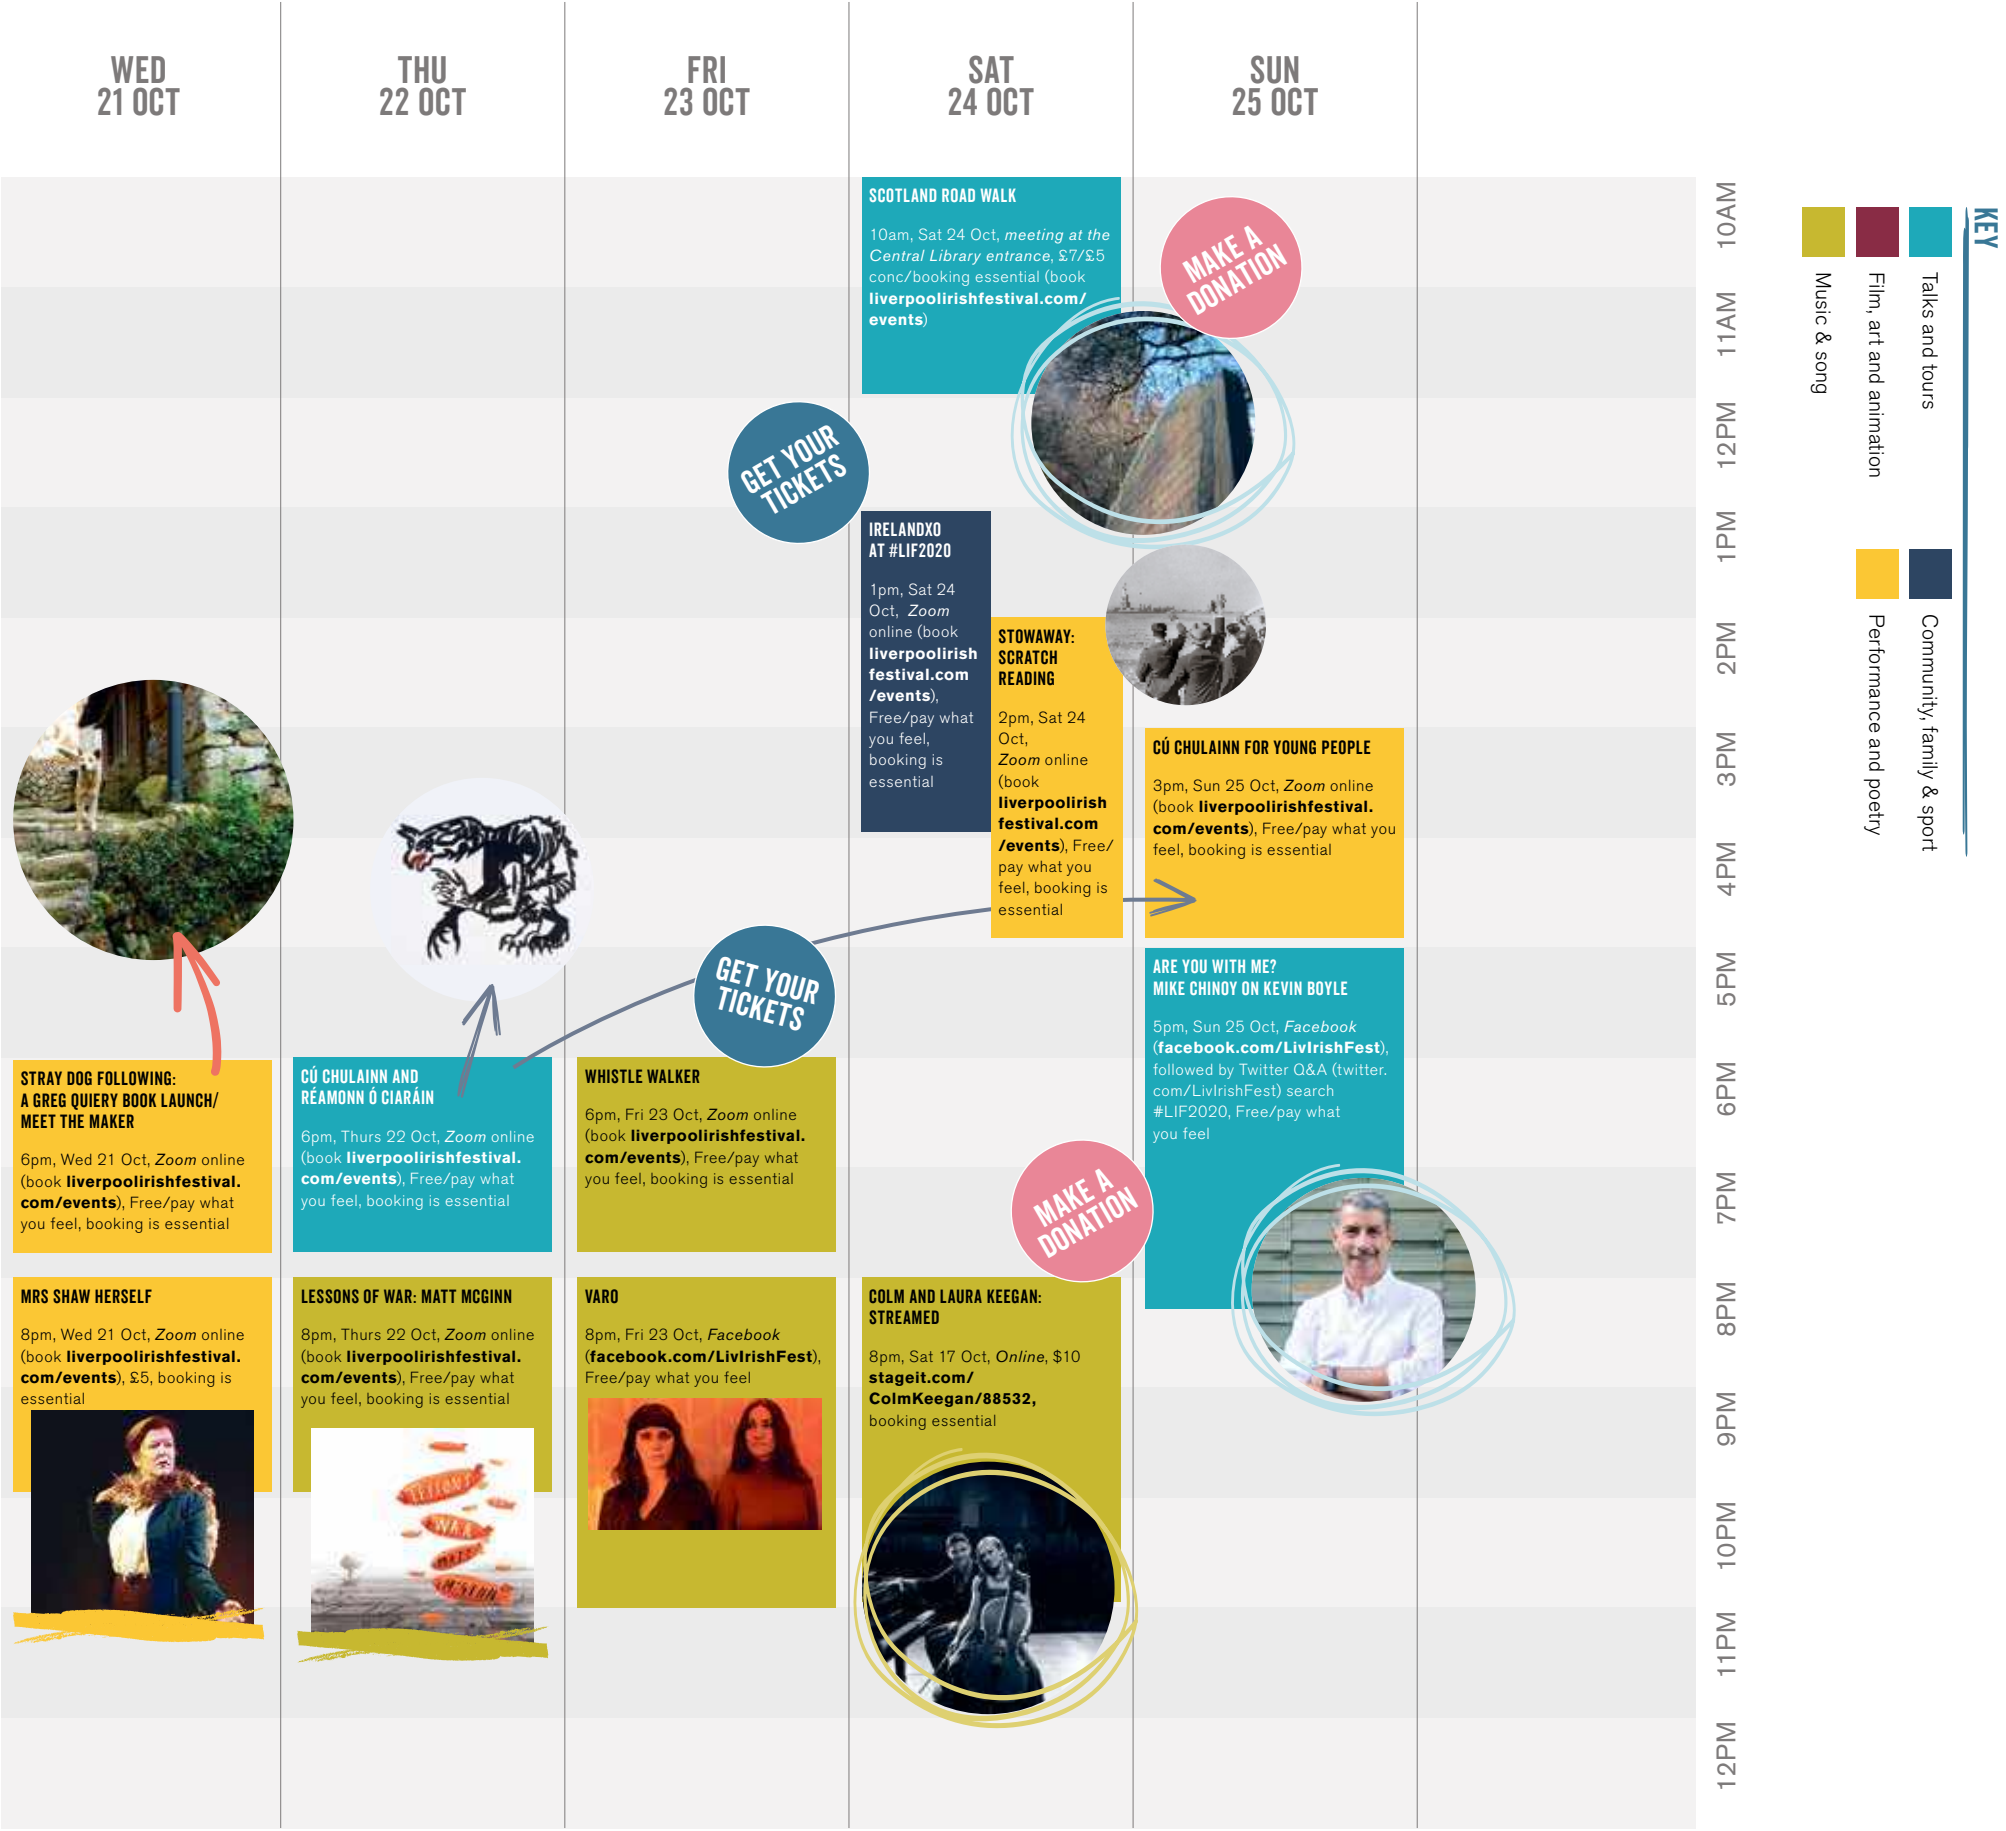 WED
21 OCT
THU
22 OCT
FRI
23 OCT
SAT
24 OCT
SUN
25 OCT
STRAY DOG FOLLOWING:
A GREG QUIERY BOOK LAUNCH/
MEET THE MAKER
6pm, Wed 21 Oct, Zoom online
(book liverpoolirishfestival.
com/events), Free/pay what
you feel, booking is essential
MRS SHAW HERSELF
8pm, Wed 21 Oct, Zoom online
(book liverpoolirishfestival.
com/events), £5, booking is
essential
CÚ CHULAINN AND
RÉAMONN Ó CIARÁIN
6pm, Thurs 22 Oct, Zoom online
(book liverpoolirishfestival.
com/events), Free/pay what
you feel, booking is essential
LESSONS OF WAR: MATT MCGINN
8pm, Thurs 22 Oct, Zoom online
(book liverpoolirishfestival.
com/events), Free/pay what
you feel, booking is essential
LESSONS
WAR
MATT
MCGINN
GET YOUR
TICKETS
GET YOUR
TICKETS
WHISTLE WALKER
6pm, Fri 23 Oct, Zoom online
(book liverpoolirishfestival.
com/events), Free/pay what
you feel, booking is essential
VARO
8pm, Fri 23 Oct, Facebook
(facebook.com/LivIrishFest),
Free/pay what you feel
SCOTLAND ROAD WALK
10am, Sat 24 Oct, meeting at the
Central Library entrance, £7/£5
conc/booking essential (book
liverpoolirishfestival.com/
events)
IRELANDXO
AT #LIF2020
1pm, Sat 24
Oct, Zoom
online (book
liverpoolirish
festival.com
/events),
Free/pay what
you feel,
booking is
essential
STOWAWAY:
SCRATCH
READING
2pm, Sat 24
Oct,
Zoom online
(book
liverpoolirish
festival.com
/events), Free/
pay what you
feel, booking is
essential
MAKE A
DONATION
COLM AND LAURA KEEGAN:
STREAMED
8pm, Sat 17 Oct, Online, $10
stageit.com/
ColmKeegan/88532,
booking essential
MAKE A
DONATION
CÚ CHULAINN FOR YOUNG PEOPLE
3pm, Sun 25 Oct, Zoom online
(book liverpoolirishfestival.
com/events), Free/pay what you
feel, booking is essential
ARE YOU WITH ME?
MIKE CHINOY ON KEVIN BOYLE
5pm, Sun 25 Oct, Facebook
(facebook.com/LivIrishFest),
followed by Twitter Q&A (twitter.
com/LivIrishFest) search
#LIF2020, Free/pay what
you feel
10AM
11AM
12PM
1PM
2PM
3PM
4PM
5PM
6PM
7PM
8PM
9PM
10PM
11PM
12PM
KEY
Talks and tours
Community, family & sport
Film, art and animation
Performance and poetry
Music & song